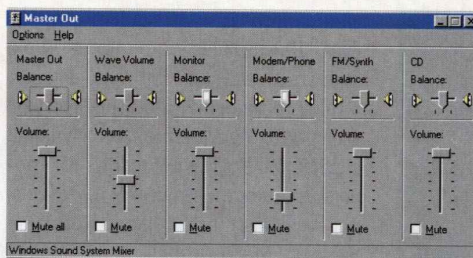 Master Out
Options Help
Master Out Wave Volume Monitor Modem/Phone FM/Synth CD
Balance: Balance: Balance: Balance: Balance: Balance:
Volume: Volume: Volume: Volume: Volume: Volume:
Mute all Mute Mute Mute Mute Mute
Windows Sound System Mixer